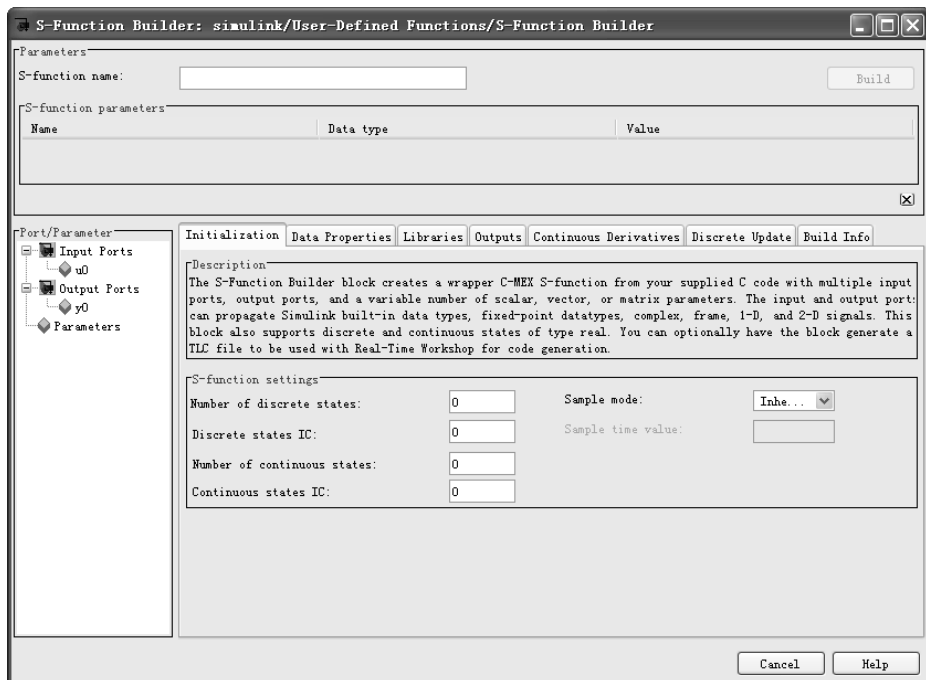 S-Function Builder: simulink/User-Defined Functions/S-Function Builder
Parameters
S-function name:
Build
S-function parameters
Name Data type Value
Port/Parameter
Input Ports
u0
Output Ports
y0
Parameters
Initialization Data Properties Libraries Outputs Continuous Derivatives Discrete Update Build Info
Description
The S-Function Builder block creates a wrapper C-MEX S-function from your supplied C code with multiple input
ports, output ports, and a variable number of scalar, vector, or matrix parameters. The input and output port:
can propagate Simulink built-in data types, fixed-point datatypes, complex, frame, 1-D, and 2-D signals. This
block also supports discrete and continuous states of type real. You can optionally have the block generate a
TLC file to be used with Real-Time Workshop for code generation.
S-function settings
Number of discrete states: 0 Sample mode: Inhe...
Discrete states IC: 0 Sample time value:
Number of continuous states: 0
Continuous states IC: 0
Cancel Help